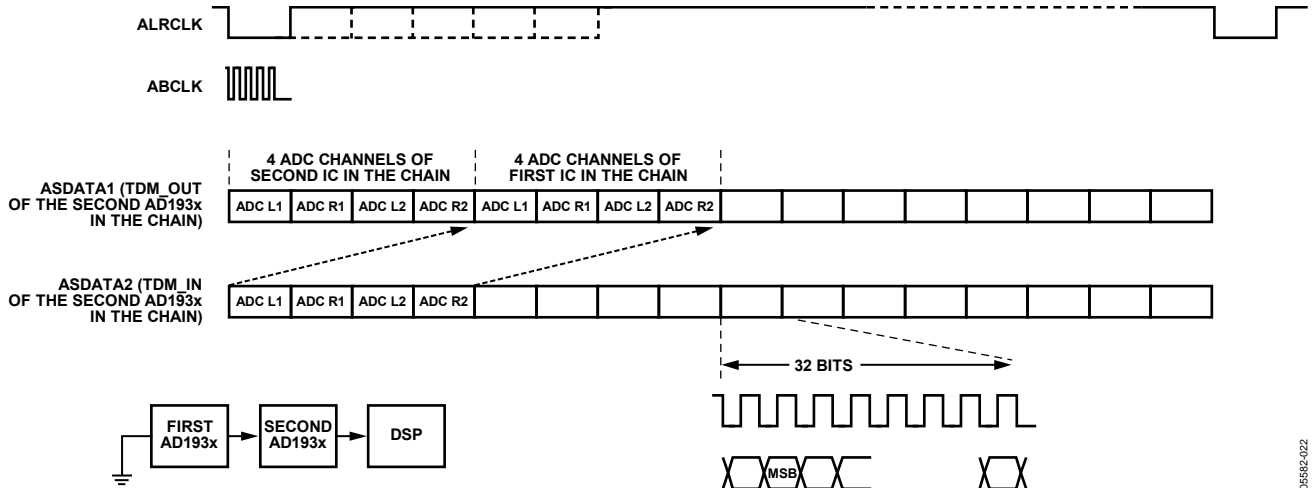 ALRCLK
ABCLK
4 ADC CHANNELS OF
SECOND IC IN THE CHAIN
4 ADC CHANNELS OF
FIRST IC IN THE CHAIN
ASDATA1 (TDM_OUT
OF THE SECOND AD193x
IN THE CHAIN)
ADC L1 ADC R1 ADC L2 ADC R2 ADC L1 ADC R1 ADC L2 ADC R2
ASDATA2 (TDM_IN
OF THE SECOND AD193x
IN THE CHAIN)
ADC L1 ADC R1 ADC L2 ADC R2
32 BITS
FIRST
AD193x
SECOND
AD193x
DSP
MSB
05582-022